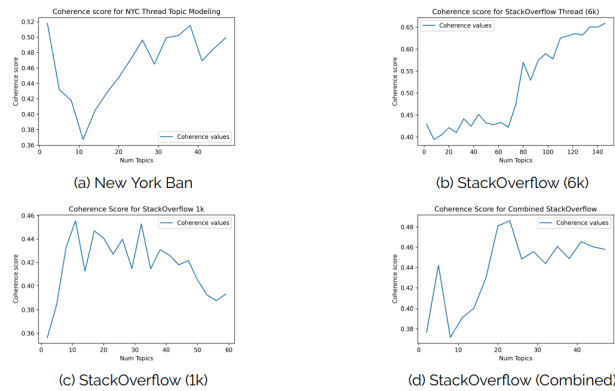 Coherence score for NYC Thread Topic Modeling
0.52
0.50
0.48
0.46
0.44
0.42
0.40
0.38
0.36
Coherence score
Coherence values
0 10 20 30 40
Num Topics
(a) New York Ban
Coherence score for StackOverflow Thread (6k)
0.65
0.60
0.55
0.50
0.45
0.40
Coherence score
Coherence values
0 20 40 60 80 100 120 140
Num Topics
(b) StackOverflow (6k)
Coherence Score for StackOverflow 1k
0.46
0.44
0.42
0.40
0.38
0.36
Coherence score
Coherence values
0 10 20 30 40 50 60
Num Topics
(c) StackOverflow (1k)
Coherence Score for Combined StackOverflow
0.48
0.46
0.44
0.42
0.40
0.38
Coherence score
Coherence values
0 10 20 30 40
Num Topics
(d) StackOverflow (Combined)